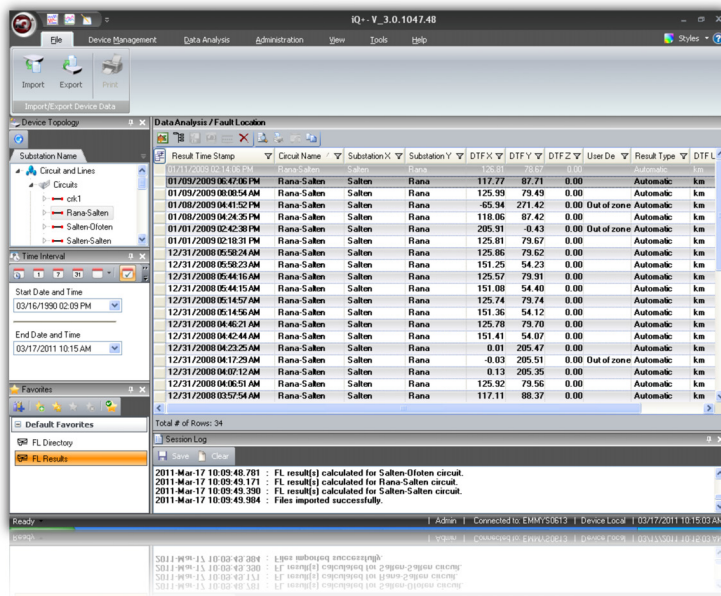 iQ+ - V_3.0.1047.48
File Device Management Data Analysis Administration View Tools Help Styles
Import Export Print
Import/Export Device Data
Device Topology
Substation Name
Circuit and Lines
Circuits
crk1
Rana-Salten
Salten-Ofoten
Salten-Salten
Time Interval
Start Date and Time
03/16/1990 02:09 PM
End Date and Time
03/17/2011 10:15 AM
Favorites
Default Favorites
FL Directory
FL Results
Data Analysis / Fault Location
Result Time Stamp Circuit Name Substation X Substation Y DTF X DTF Y DTF Z User De Result Type DTF U
01/11/2009 02:14:06 PM Rana-Salten Salten Rana 126.81 78.67 0.00 Automatic km
01/09/2009 06:47:06 PM Rana-Salten Salten Rana 117.77 87.71 0.00 Automatic km
01/09/2009 08:08:54 AM Rana-Salten Salten Rana 125.99 79.49 0.00 Automatic km
01/08/2009 04:41:52 PM Rana-Salten Salten Rana -65.94 271.42 0.00 Out of zone Automatic km
01/08/2009 04:24:35 PM Rana-Salten Salten Rana 118.06 87.42 0.00 Automatic km
01/01/2009 02:42:38 PM Rana-Salten Salten Rana 205.91 -0.43 0.00 Out of zone Automatic km
01/01/2009 02:18:31 PM Rana-Salten Salten Rana 125.81 79.67 0.00 Automatic km
12/31/2008 05:58:24 AM Rana-Salten Salten Rana 125.86 79.62 0.00 Automatic km
12/31/2008 05:58:23 AM Rana-Salten Salten Rana 151.25 54.23 0.00 Automatic km
12/31/2008 05:44:16 AM Rana-Salten Salten Rana 125.57 79.91 0.00 Automatic km
12/31/2008 05:44:15 AM Rana-Salten Salten Rana 151.08 54.40 0.00 Automatic km
12/31/2008 05:14:57 AM Rana-Salten Salten Rana 125.74 79.74 0.00 Automatic km
12/31/2008 05:14:56 AM Rana-Salten Salten Rana 151.36 54.12 0.00 Automatic km
12/31/2008 04:46:21 AM Rana-Salten Salten Rana 125.78 79.70 0.00 Automatic km
12/31/2008 04:42:44 AM Rana-Salten Salten Rana 151.41 54.07 0.00 Automatic km
12/31/2008 04:23:25 AM Rana-Salten Salten Rana 0.01 205.47 0.00 Automatic km
12/31/2008 04:17:29 AM Rana-Salten Salten Rana -0.03 205.51 0.00 Out of zone Automatic km
12/31/2008 04:07:12 AM Rana-Salten Salten Rana 0.13 205.35 0.00 Automatic km
12/31/2008 04:06:51 AM Rana-Salten Salten Rana 125.92 79.56 0.00 Automatic km
12/31/2008 03:57:54 AM Rana-Salten Salten Rana 117.11 88.37 0.00 Automatic km
Total # of Rows: 34
Session Log
Save Clear
2011-Mar-17 10:09:48.781 : FL result(s) calculated for Salten-Ofoten circuit.
2011-Mar-17 10:09:49.171 : FL result(s) calculated for Rana-Salten circuit.
2011-Mar-17 10:09:49.390 : FL result(s) calculated for Salten-Salten circuit.
2011-Mar-17 10:09:49.984 : Files imported successfully.
Ready | Admin | Connected to: EMMYS0613 | Device Local | 03/17/2011 10:15:03 AM